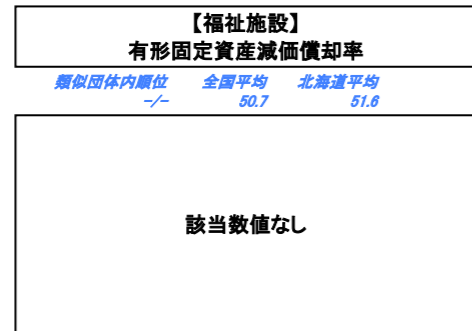 【福祉施設】
有形固定資産減価償却率
類似団体内順位 全国平均 北海道平均
-/- 50.7 51.6
該当数値なし